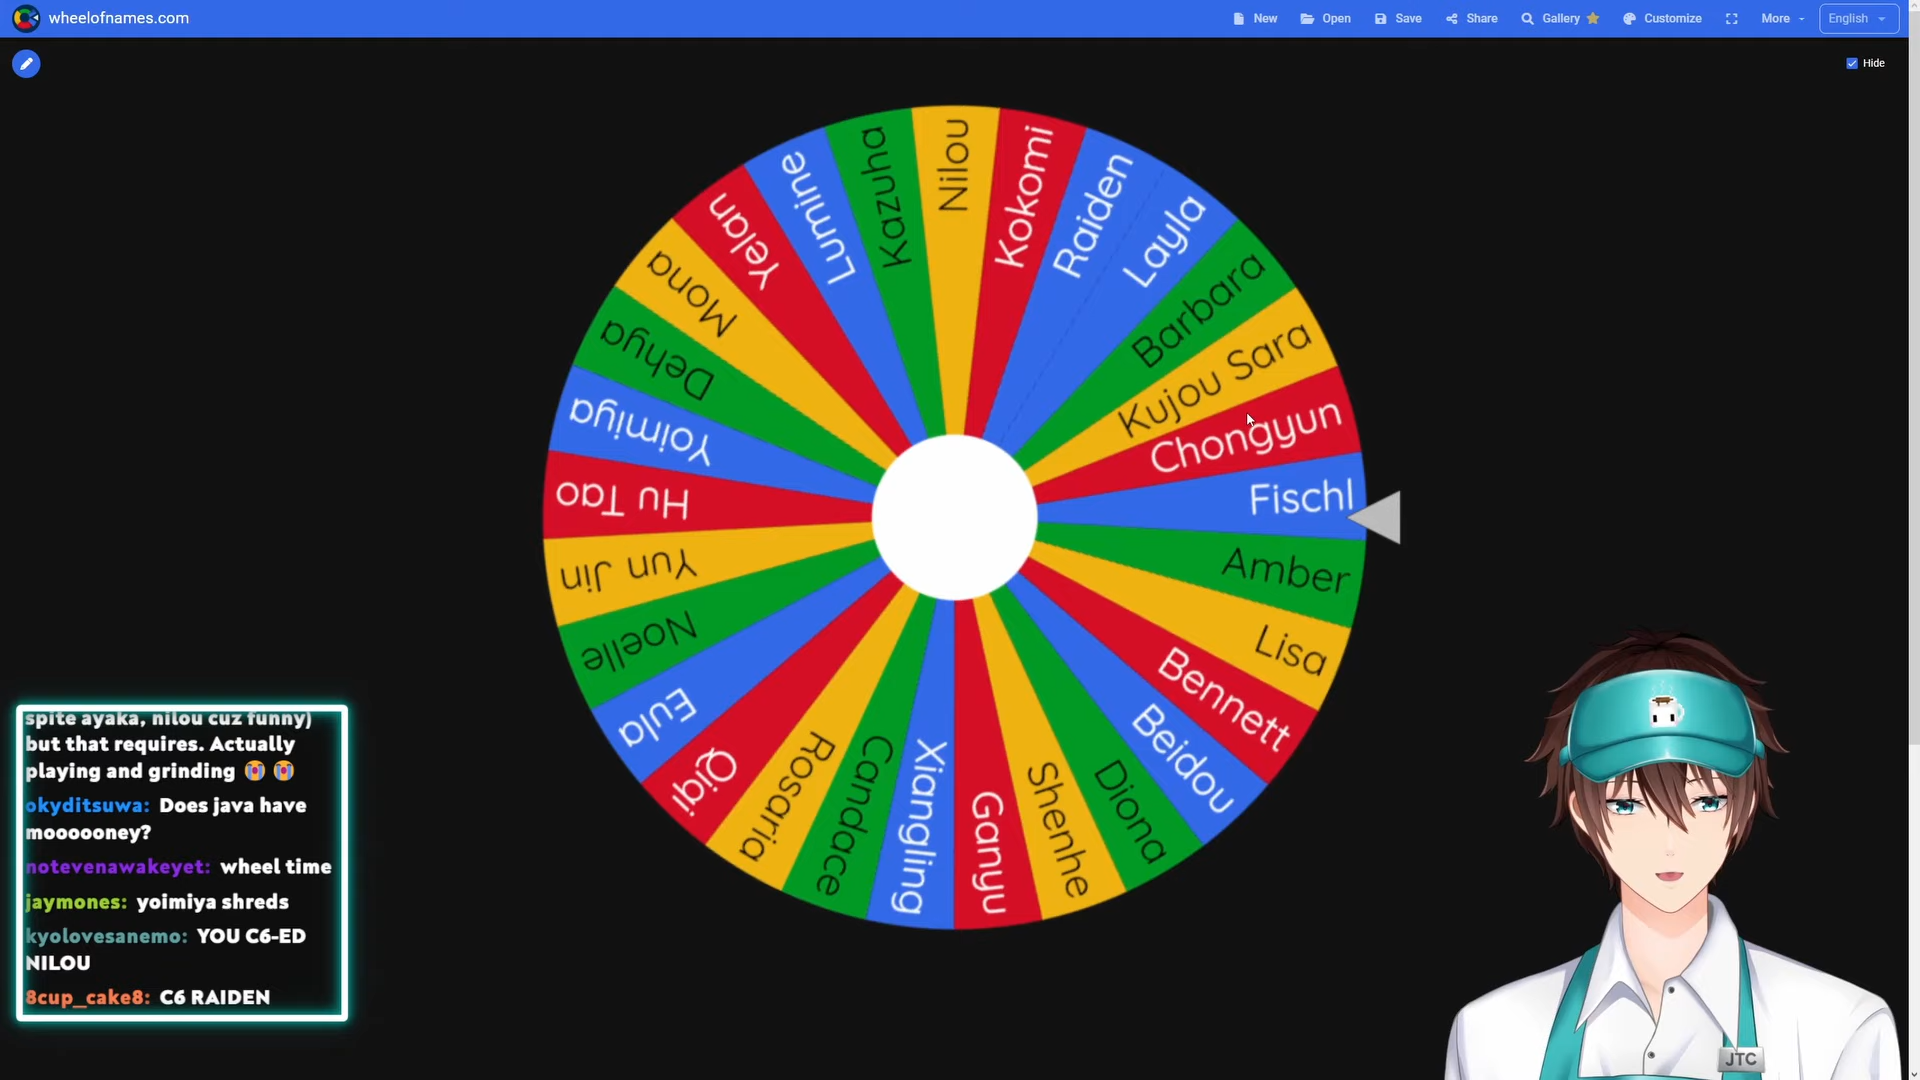 wheelofnames.com
New
Open
Save
Share
Gallery
Customize
More
English
Hide
Nilou
Kokomi
Raiden
Layla
Barbara
Kujou Sara
Chongyun
Fischl
Amber
Lisa
Bennett
Beidou
Diona
Shenhe
Ganyu
Xiangling
Candace
Rosaria
Qiqi
Eula
Noelle
Yun Jin
Hu Tao
Yoimiya
Dehya
Mona
Yelan
Lumine
Kazuha
spite ayaka, nilou cuz funny)
but that requires. Actually
playing and grinding 😭 😭
okyditsuwa: Does java have
moooooney?
notevenawakeyet: wheel time
jaymones: yoimiya shreds
kyolovesanemo: YOU C6-ED
NILOU
8cup_cake8: C6 RAIDEN
JTC